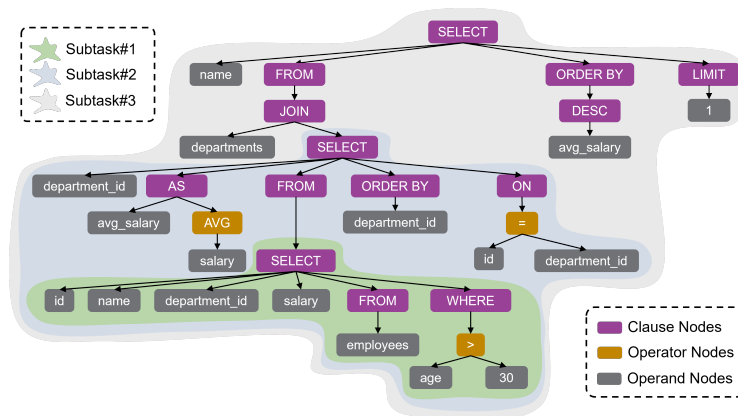 SELECT
Subtask#1
Subtask#2
Subtask#3
name FROM ORDER BY LIMIT
JOIN DESC 1
departments SELECT avg_salary
department_id AS FROM ORDER BY ON
avg_salary AVG department_id =
salary SELECT id department_id
id name department_id salary FROM WHERE
employees >
age 30
Clause Nodes
Operator Nodes
Operand Nodes